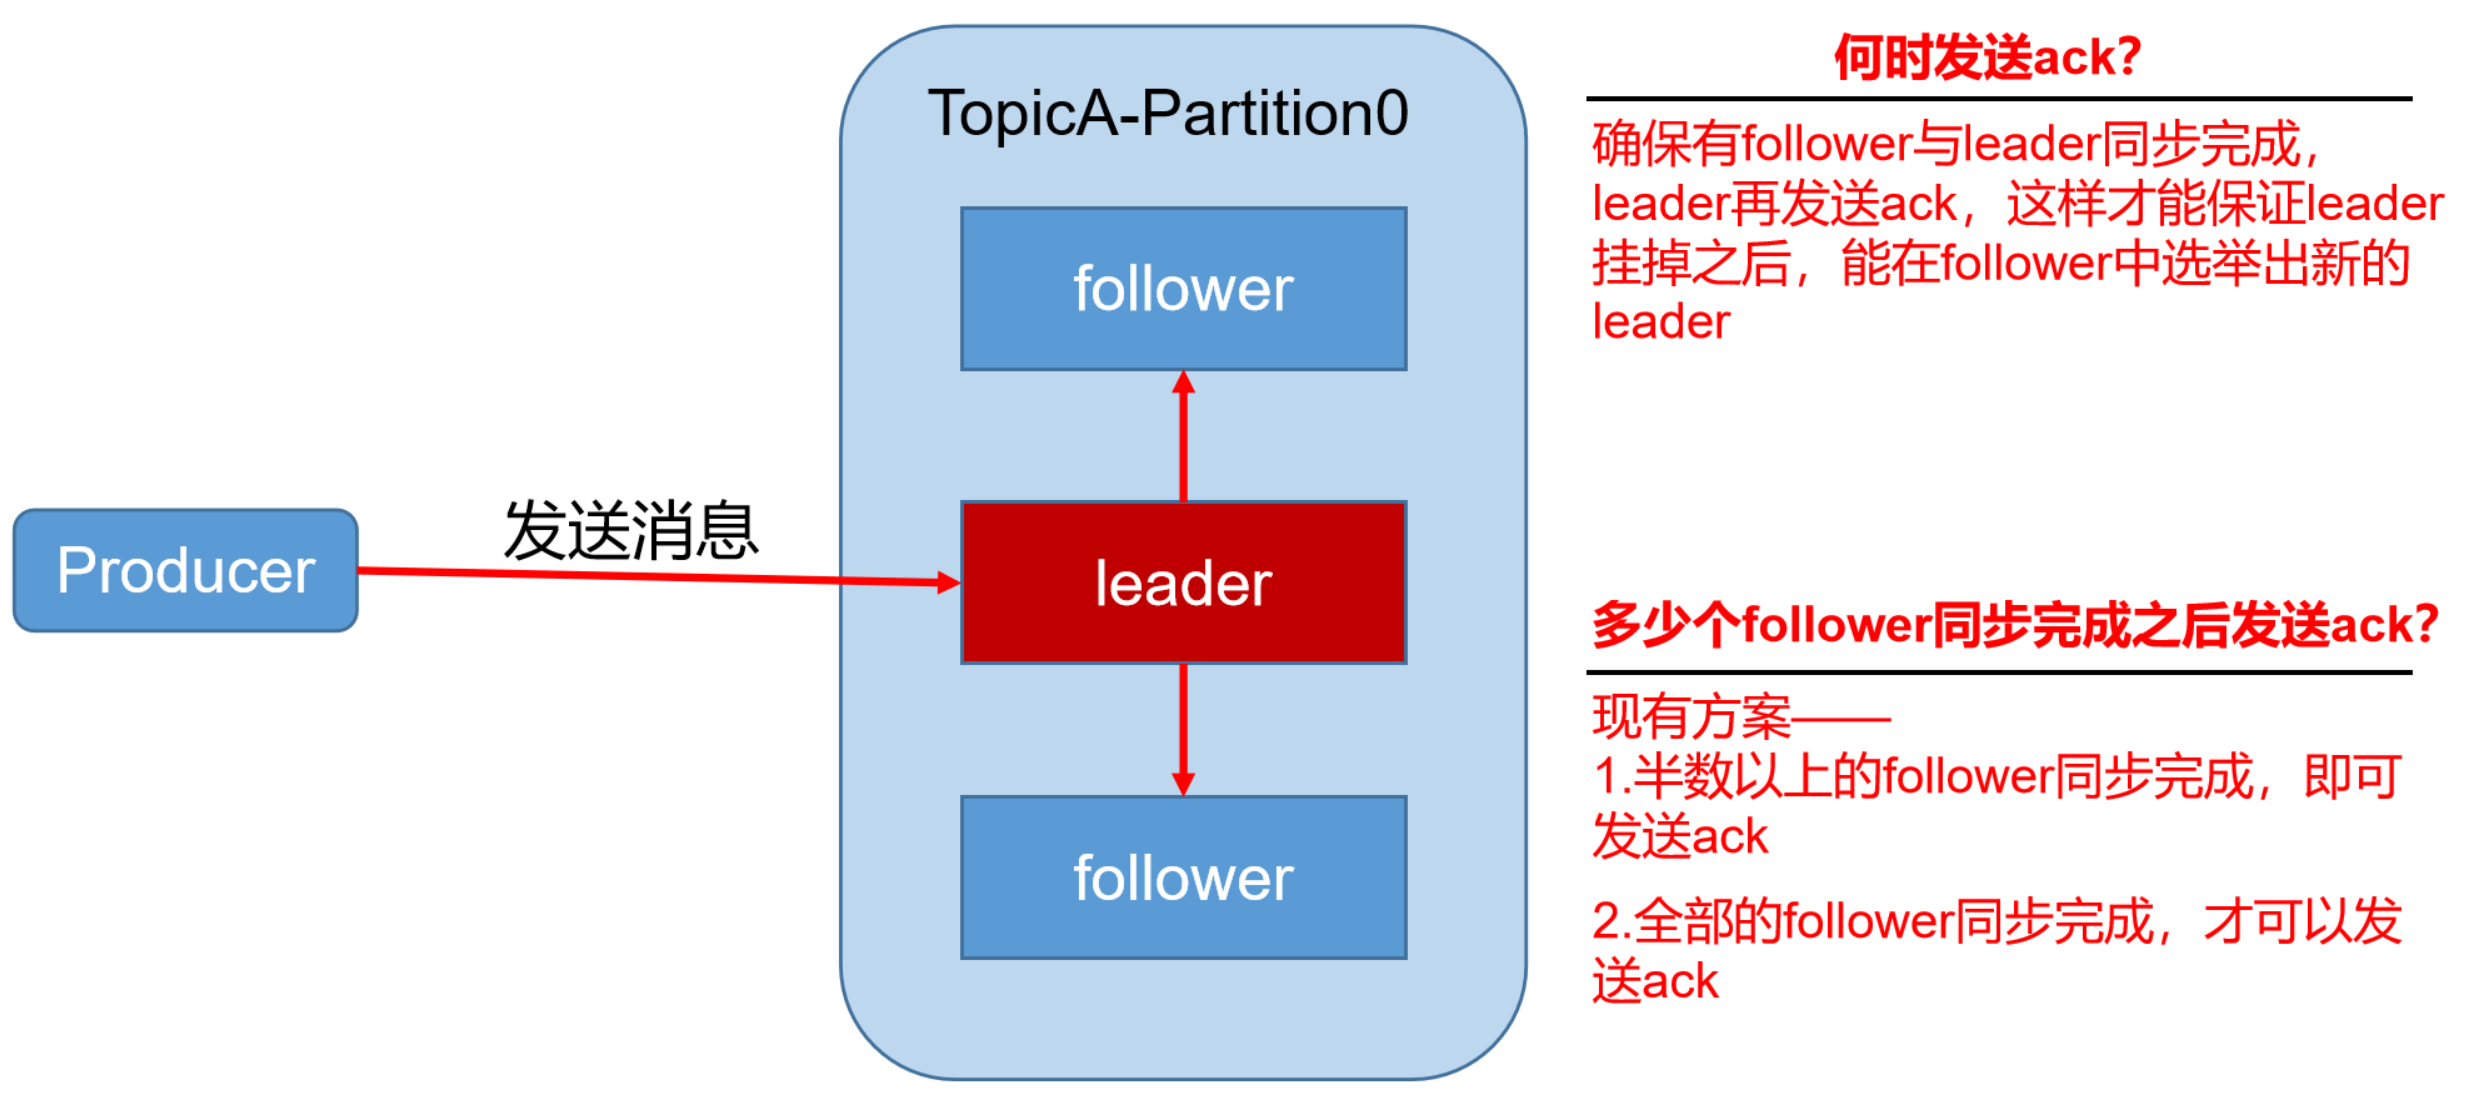 TopicA-Partition0
follower
Producer
发送消息
leader
follower
何时发送ack?
确保有follower与leader同步完成，
leader再发送ack，这样才能保证leader
挂掉之后，能在follower中选举出新的
leader
多少个follower同步完成之后发送ack?
现有方案——
1.半数以上的follower同步完成，即可
发送ack
2.全部的follower同步完成，才可以发
送ack